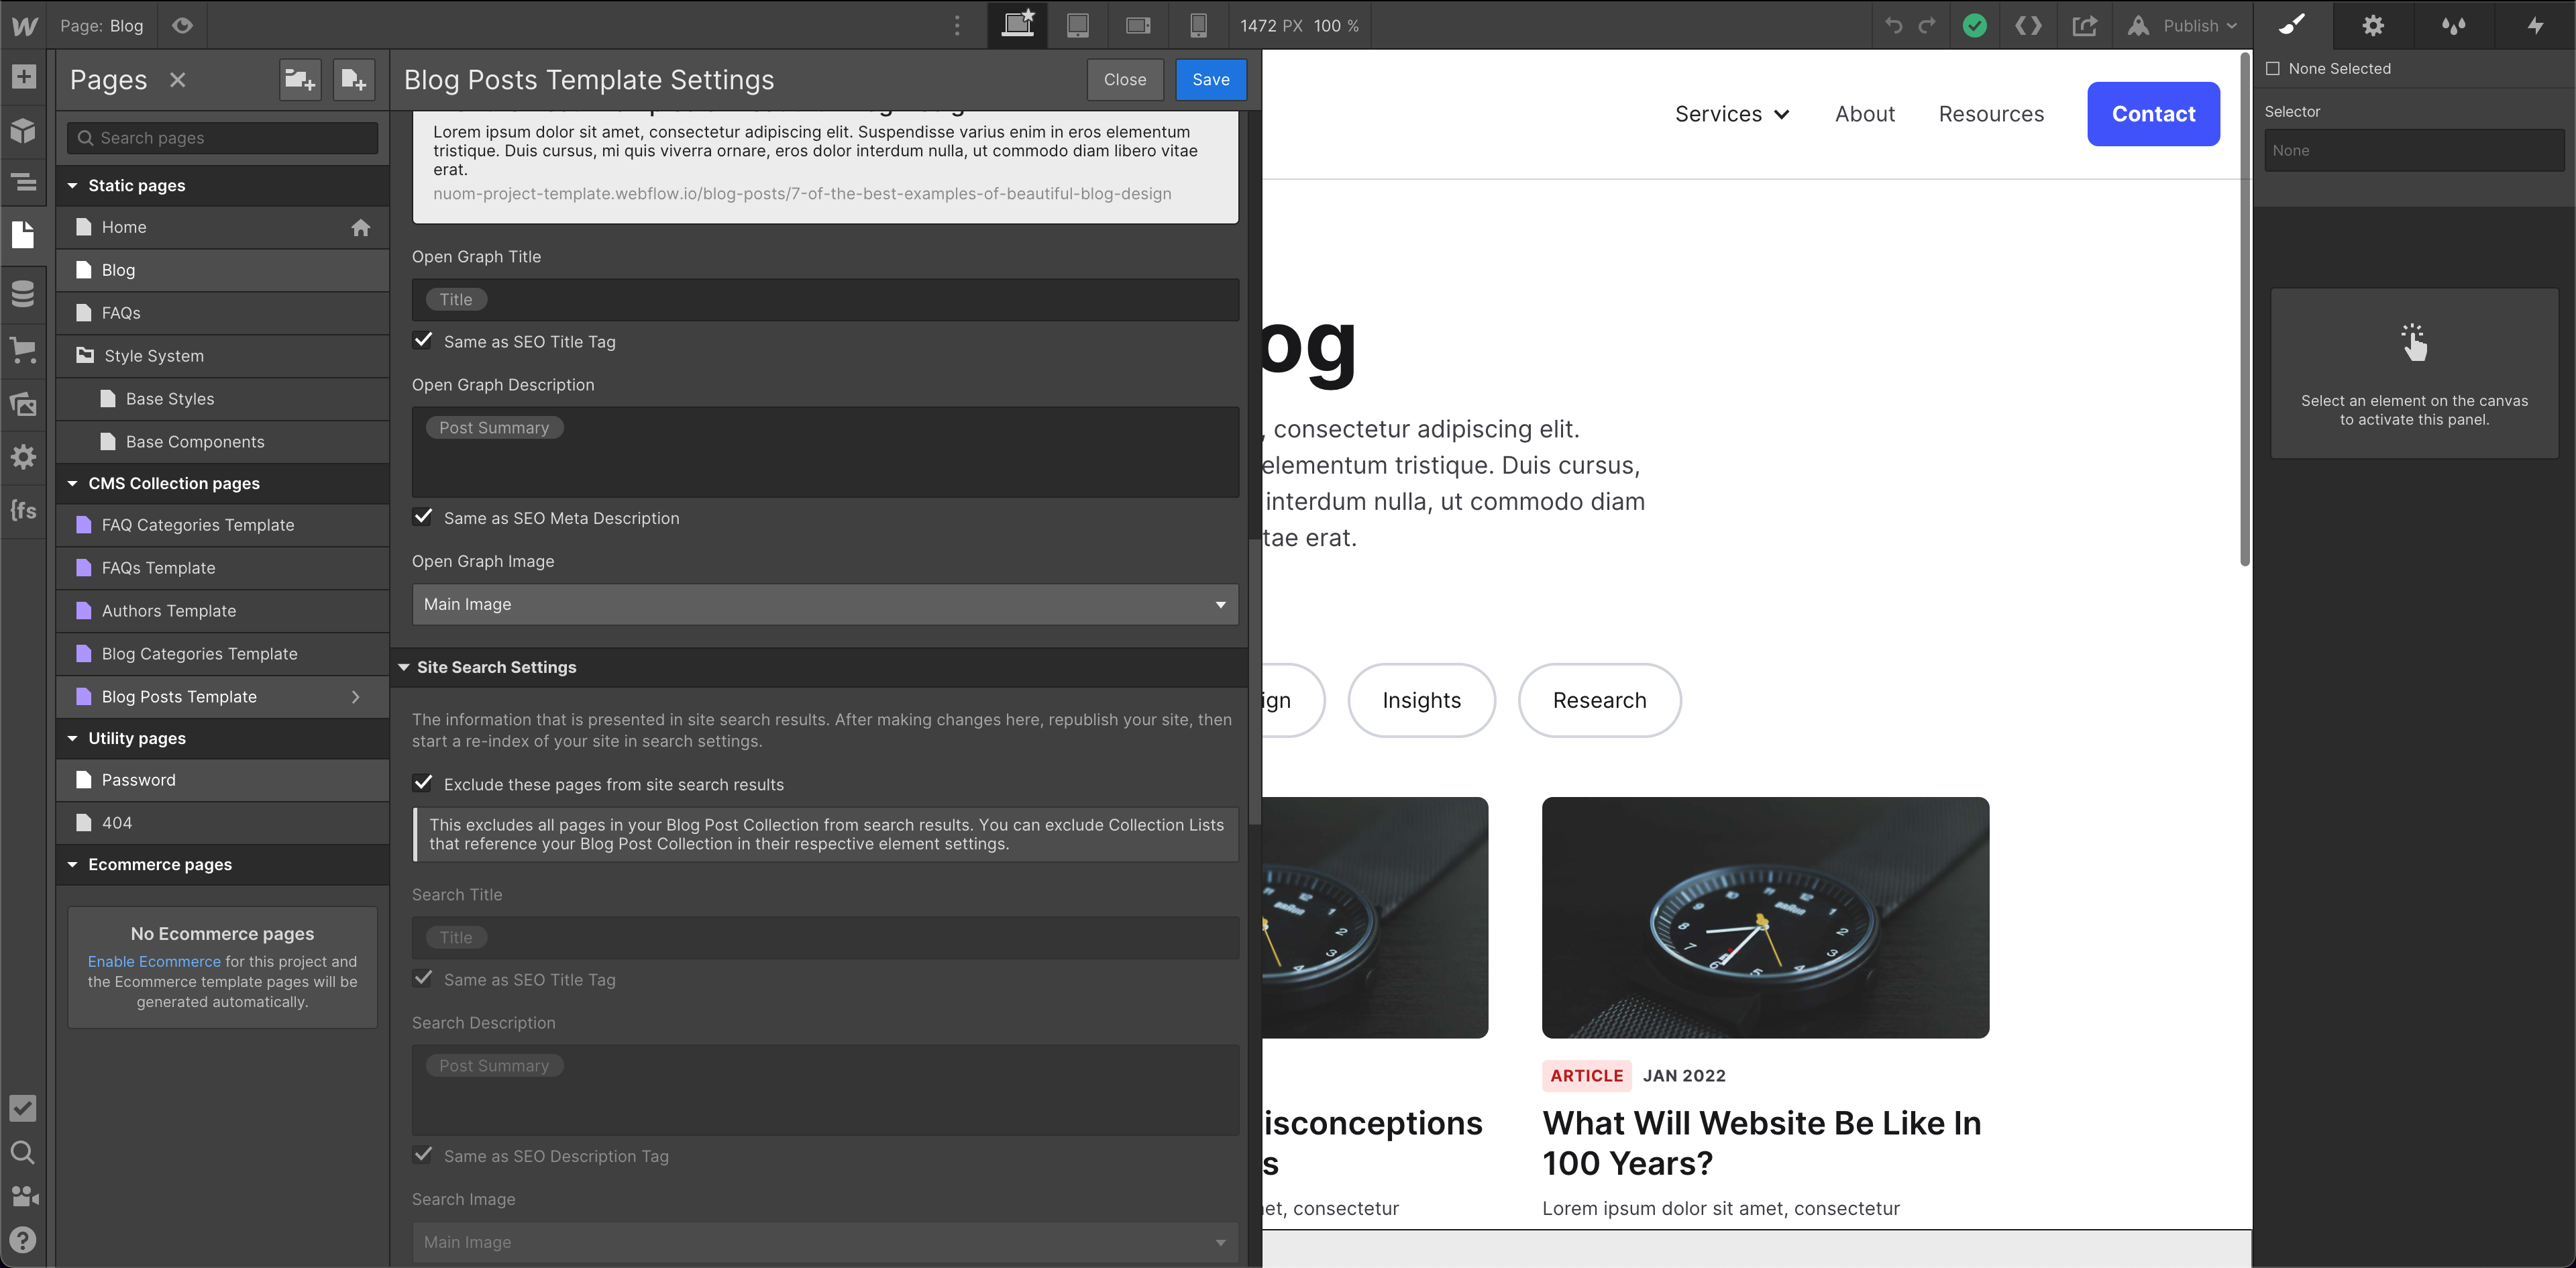 Page: Blog
1472 PX 100 %
Publish
Pages
Search pages
Static pages
Home
Blog
FAQs
Style System
Base Styles
Base Components
CMS Collection pages
FAQ Categories Template
FAQs Template
Authors Template
Blog Categories Template
Blog Posts Template
Utility pages
Password
404
Ecommerce pages
No Ecommerce pages
Enable Ecommerce for this project and
the Ecommerce template pages will be
generated automatically.
{fs
Blog Posts Template Settings
Close
Save
Lorem ipsum dolor sit amet, consectetur adipiscing elit. Suspendisse varius enim in eros elementum
tristique. Duis cursus, mi quis viverra ornare, eros dolor interdum nulla, ut commodo diam libero vitae
erat.
nuom-project-template.webflow.io/blog-posts/7-of-the-best-examples-of-beautiful-blog-design
Open Graph Title
Title
Same as SEO Title Tag
Open Graph Description
Post Summary
Same as SEO Meta Description
Open Graph Image
Main Image
Site Search Settings
The information that is presented in site search results. After making changes here, republish your site, then
start a re-index of your site in search settings.
Exclude these pages from site search results
This excludes all pages in your Blog Post Collection from search results. You can exclude Collection Lists
that reference your Blog Post Collection in their respective element settings.
Search Title
Title
Same as SEO Title Tag
Search Description
Post Summary
Same as SEO Description Tag
Search Image
Main Image
Services
About
Resources
Contact
og
, consectetur adipiscing elit.
elementum tristique. Duis cursus,
interdum nulla, ut commodo diam
tae erat.
ign
Insights
Research
isconceptions
s
et, consectetur
ARTICLE JAN 2022
What Will Website Be Like In
100 Years?
Lorem ipsum dolor sit amet, consectetur
None Selected
Selector
None
Select an element on the canvas
to activate this panel.